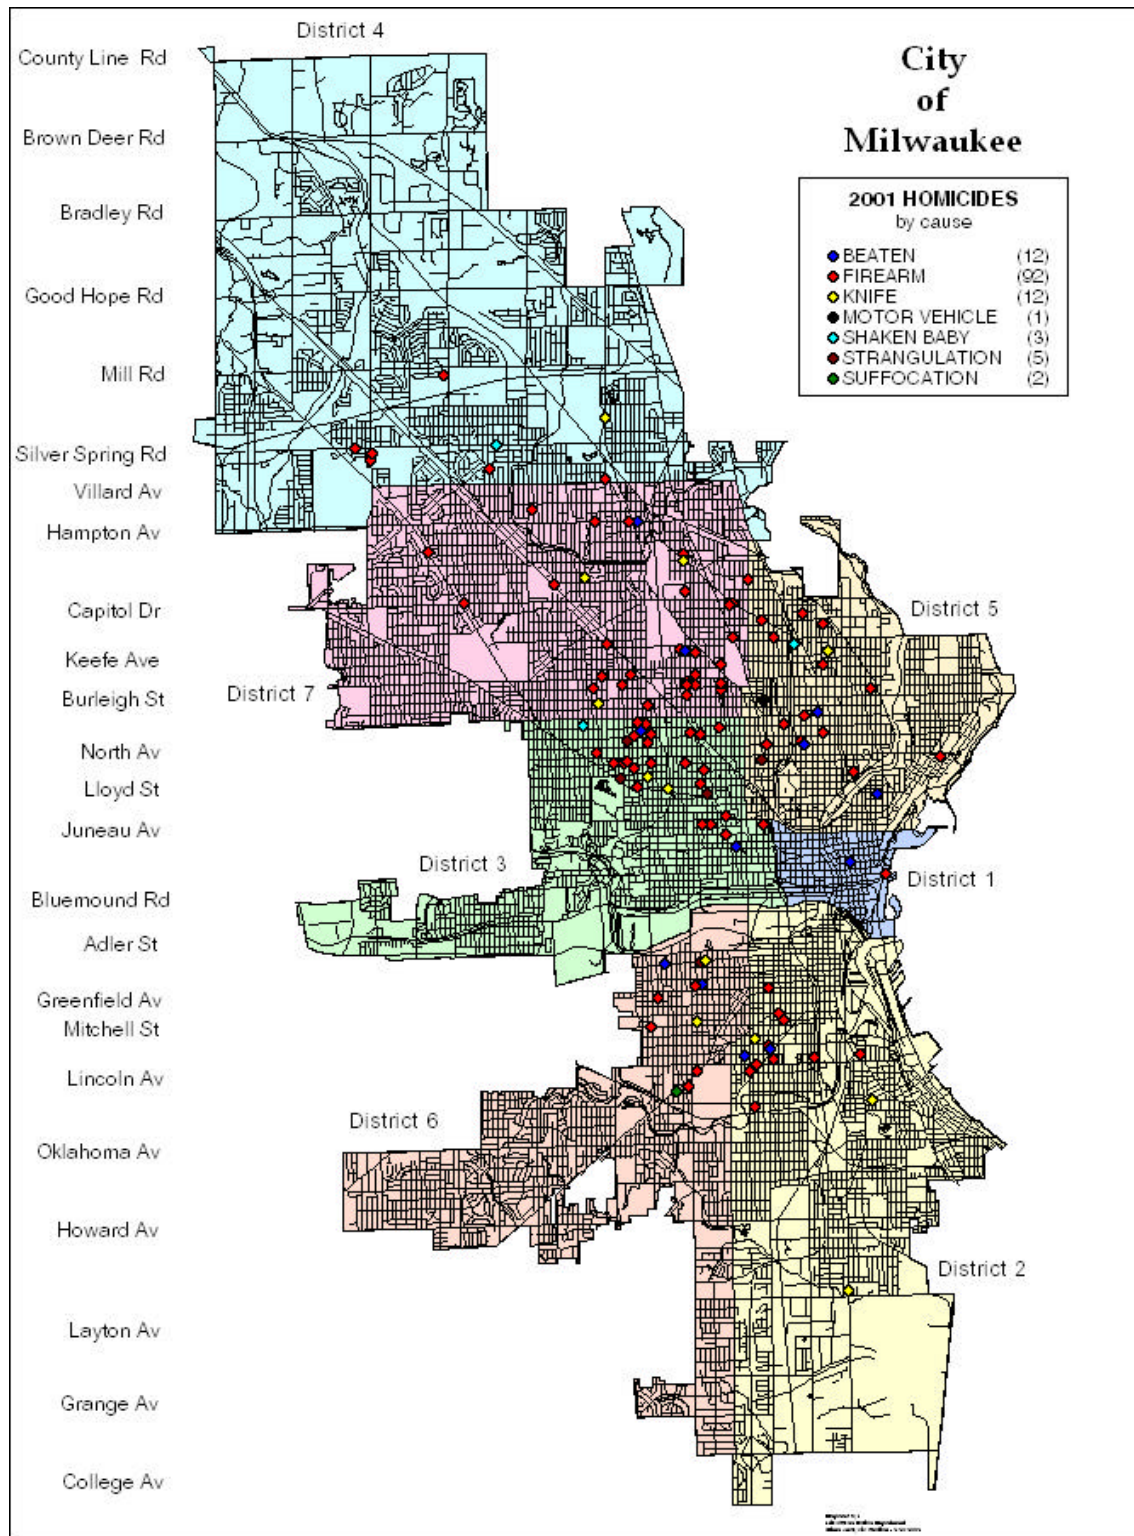 District 4
City
of
Milwaukee
2001 HOMICIDES
by cause
BEATEN (12)
FIREARM (92)
KNIFE (12)
MOTOR VEHICLE (1)
SHAKEN BABY (3)
STRANGULATION (5)
SUFFOCATION (2)
County Line Rd
Brown Deer Rd
Bradley Rd
Good Hope Rd
Mill Rd
Silver Spring Rd
Villard Av
Hampton Av
Capitol Dr
District 5
Keefe Ave
District 7
Burleigh St
North Av
Lloyd St
Juneau Av
District 3
District 1
Bluemound Rd
Adler St
Greenfield Av
Mitchell St
Lincoln Av
District 6
Oklahoma Av
Howard Av
District 2
Layton Av
Grange Av
College Av